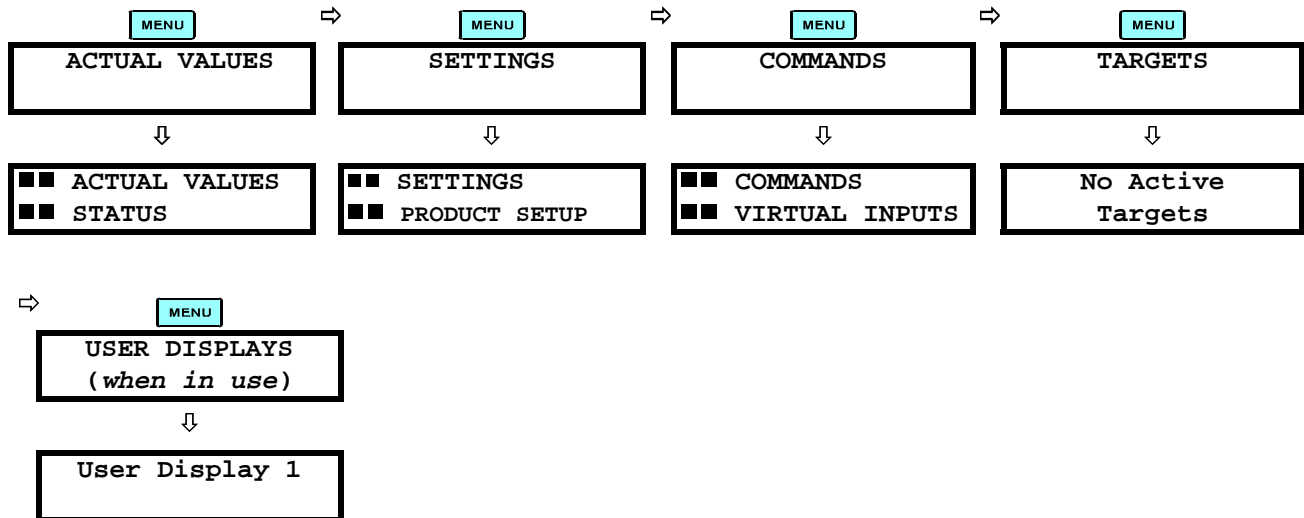 MENU
ACTUAL VALUES
MENU
SETTINGS
MENU
COMMANDS
MENU
TARGETS
ACTUAL VALUES
STATUS
SETTINGS
PRODUCT SETUP
COMMANDS
VIRTUAL INPUTS
No Active
Targets
MENU
USER DISPLAYS
(when in use)
User Display 1